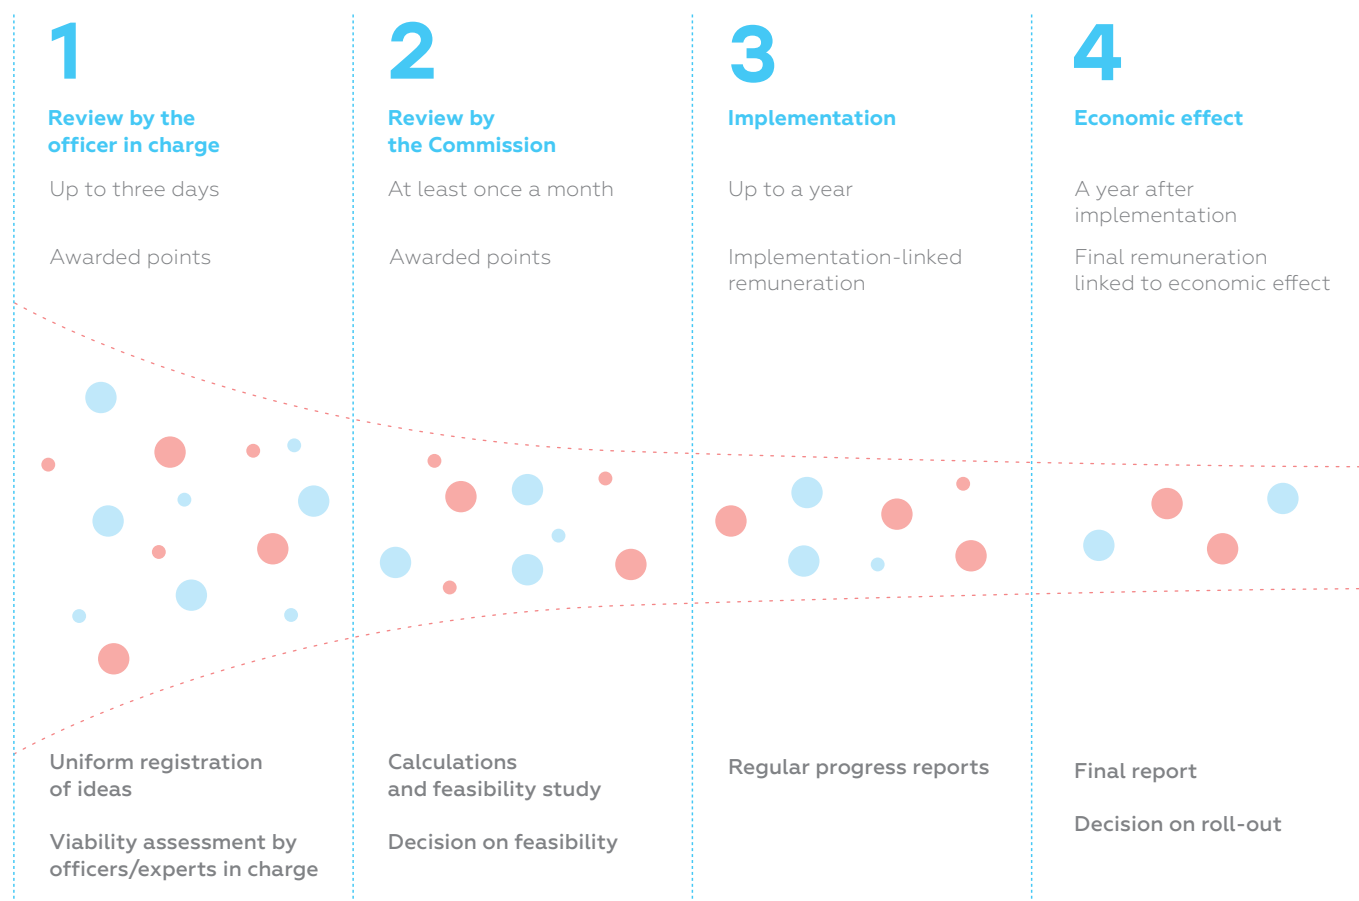 1
Review by the
officer in charge
Up to three days
Awarded points
Uniform registration
of ideas
Viability assessment by
officers/experts in charge
2
Review by
the Commission
At least once a month
Awarded points
Calculations
and feasibility study
Decision on feasibility
3
Implementation
Up to a year
Implementation-linked
remuneration
Regular progress reports
4
Economic effect
A year after
implementation
Final remuneration
linked to economic effect
Final report
Decision on roll-out